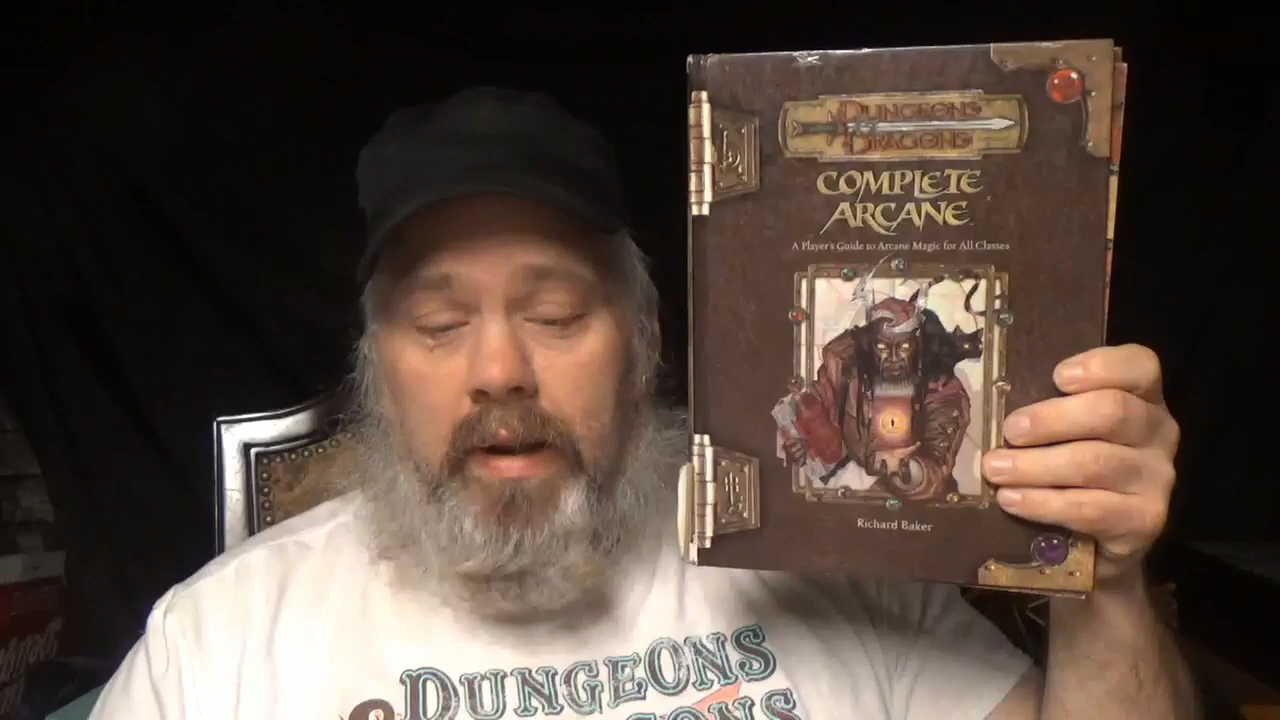 DUNGEONS
DRAGONS
COMPLETE
ARCANE
A Player's Guide to Arcane Magic for All Classes
Richard Baker
DUNGEONS